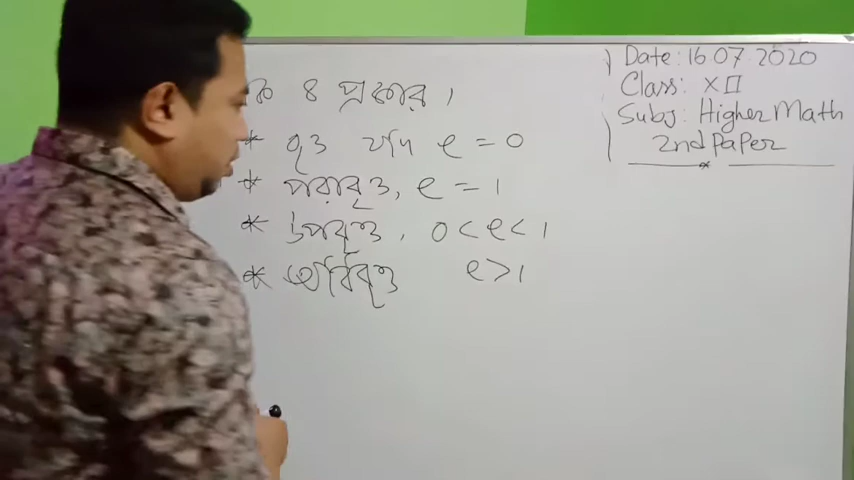 ৪ প্রকার ।
* বৃত্ত যদি e = 0
* পরাবৃত্ত, e = 1
* উপবৃত্ত, 0 < e < 1
* অধিবৃত্ত e > 1
Date: 16.07.2020
Class: XII
Subj: Higher Math
2nd Paper